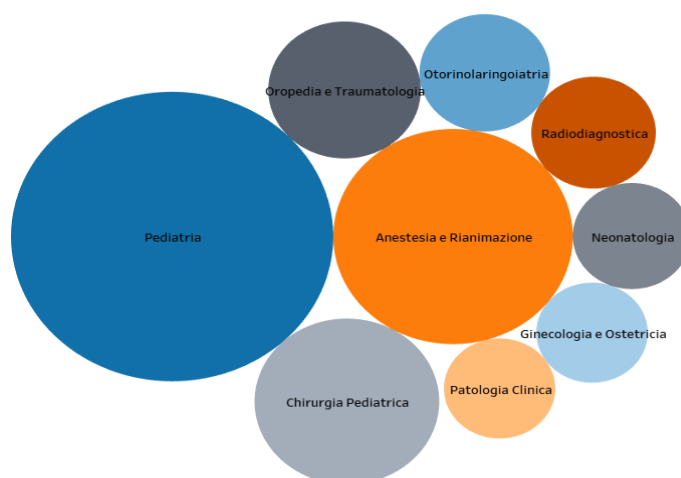 Otorinolaringoiatria
Oropedia e Traumatologia
Radiodiagnostica
Pediatria
Anestesia e Rianimazione
Neonatologia
Ginecologia e Ostetricia
Patologia Clinica
Chirurgia Pediatrica